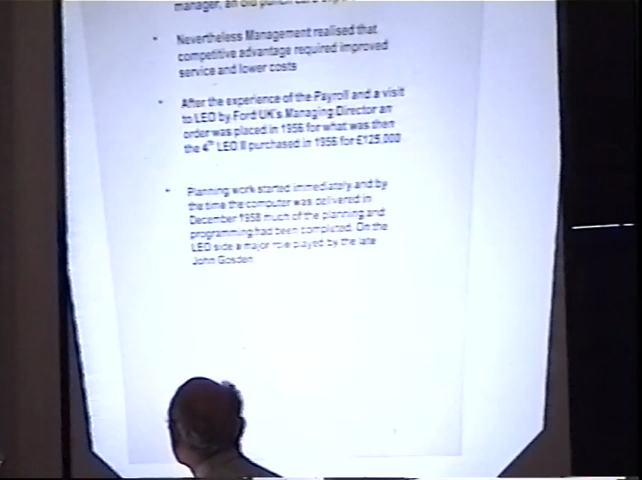 manager, an old punch card
• Nevertheless Management realised that
competitive advantage required improved
service and lower costs
• After the experience of the Payroll and a visit
to LEO by Ford UK's Managing Director an
order was placed in 1956 for what was then
the 4th LEO II purchased in 1956 for £125,000
• Planning work started immediately and by
the time the computer was delivered in
December 1958 much of the planning and
programming had been completed. On the
LEO side a major role played by the late
John Gosden